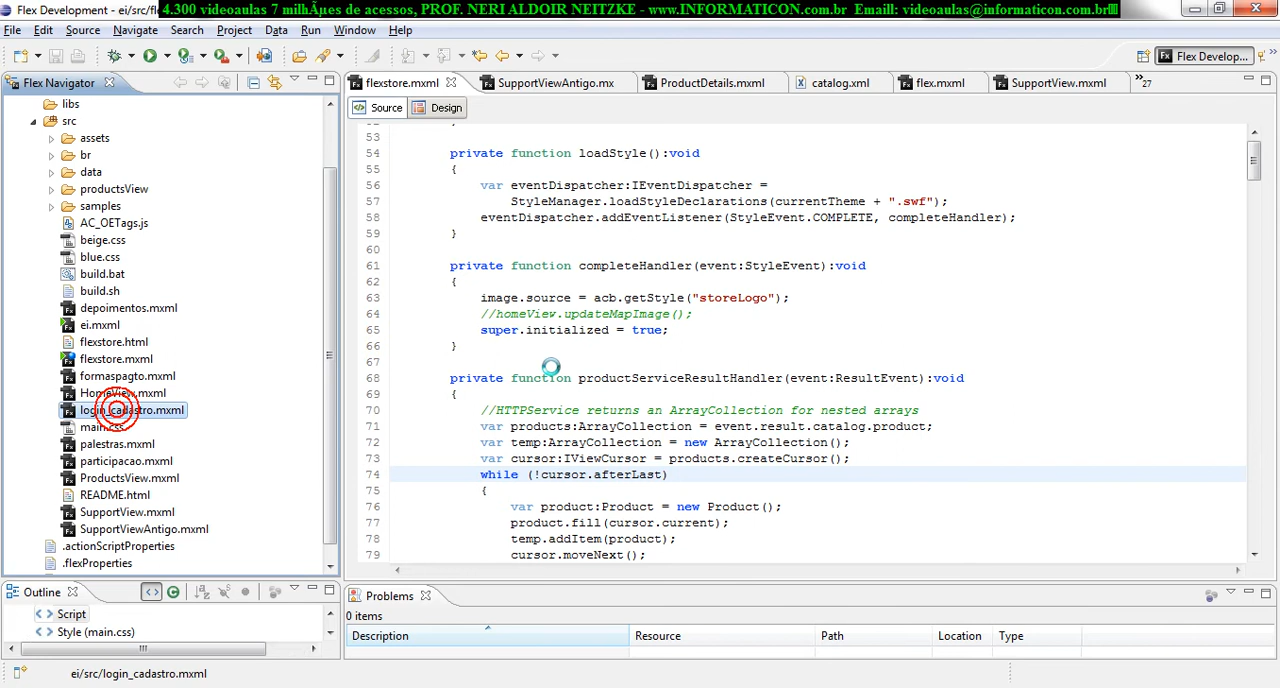 Flex Development - ei/src/fle
4.300 videoaulas 7 milhÃµes de acessos, PROF. NERI ALDOIR NEITZKE - www.INFORMATICON.com.br Email: videoaulas@informaticon.com.br
File Edit Source Navigate Search Project Data Run Window Help
Flex Develop...
Flex Navigator
flexstore.mxml
SupportViewAntigo.mx
ProductDetails.mxml
catalog.xml
flex.mxml
SupportView.mxml
»27
Source
Design
libs
src
assets
br
data
productsView
samples
AC_OETags.js
beige.css
blue.css
build.bat
build.sh
depoimentos.mxml
ei.mxml
flexstore.html
flexstore.mxml
formaspagto.mxml
HomeView.mxml
login_cadastro.mxml
main.css
palestras.mxml
participacao.mxml
ProductsView.mxml
README.html
SupportView.mxml
SupportViewAntigo.mxml
.actionScriptProperties
.flexProperties
53
54 private function loadStyle():void
55 {
56 var eventDispatcher:IEventDispatcher =
57 StyleManager.loadStyleDeclarations(currentTheme + ".swf");
58 eventDispatcher.addEventListener(StyleEvent.COMPLETE, completeHandler);
59 }
60
61 private function completeHandler(event:StyleEvent):void
62 {
63 image.source = acb.getStyle("storeLogo");
64 //homeView.updateMapImage();
65 super.initialized = true;
66 }
67
68 private function productServiceResultHandler(event:ResultEvent):void
69 {
70 //HTTPService returns an ArrayCollection for nested arrays
71 var products:ArrayCollection = event.result.catalog.product;
72 var temp:ArrayCollection = new ArrayCollection();
73 var cursor:IViewCursor = products.createCursor();
74 while (!cursor.afterLast)
75 {
76 var product:Product = new Product();
77 product.fill(cursor.current);
78 temp.addItem(product);
79 cursor.moveNext();
Outline
Script
Style (main.css)
Problems
0 items
Description Resource Path Location Type
ei/src/login_cadastro.mxml